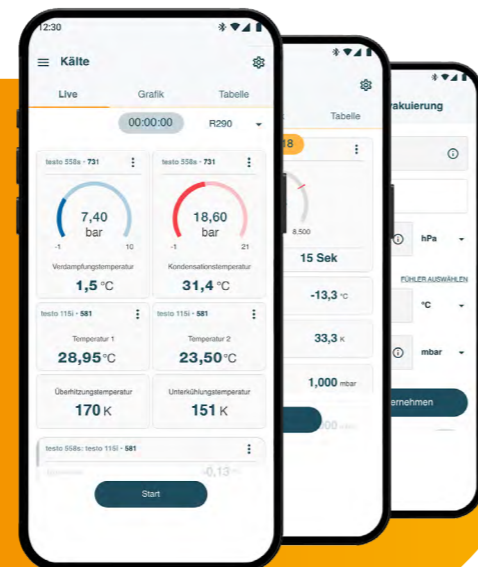 12:30
Kälte
Live Grafik Tabelle
00:00:00 R290
testo 558s - 731
7,40
bar
-1 10
Verdampfungstemperatur
1,5 °C
testo 558s - 731
18,60
bar
-1 21
Kondensationstemperatur
31,4 °C
testo 115i - 581
Temperatur 1
28,95 °C
testo 115i - 581
Temperatur 2
23,50 °C
Überhitzungstemperatur
170 K
Unterkühlungstemperatur
151 K
testo 558s: testo 115i - 581
-0,13
Start
Tabelle
18
8.500
15 Sek
-13,3 °C
33,3 K
1,000 mbar
akuierung
hPa
FÜHLER AUSWÄHLEN
°C
mbar
ernehmen